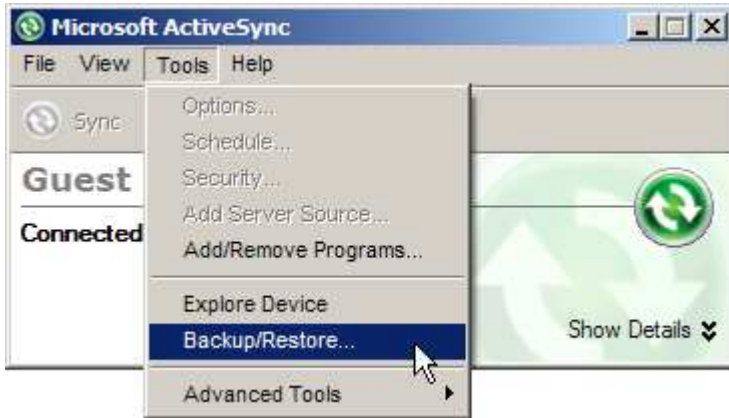 Microsoft ActiveSync
File View Tools Help
Sync
Options...
Schedule...
Guest
Security...
Add Server Source...
Connected
Add/Remove Programs...
Explore Device
Backup/Restore...
Show Details
Advanced Tools